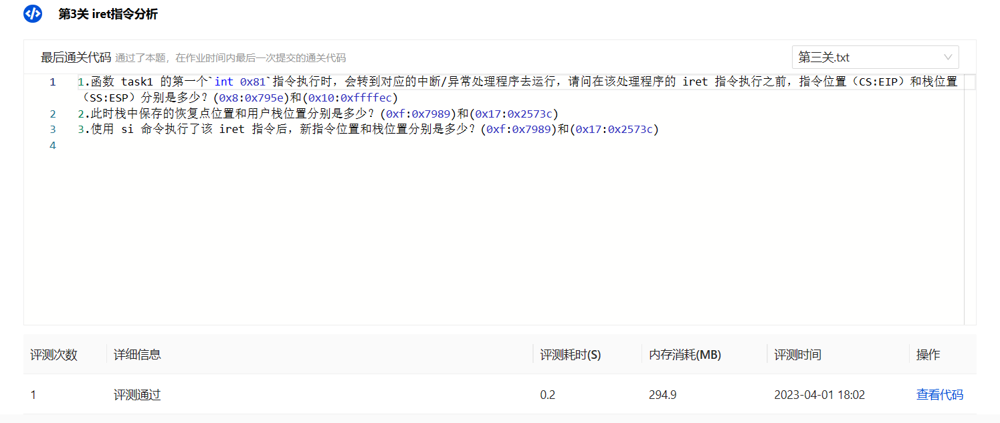 第3关 iret指令分析
最后通关代码 通过了本题，在作业时间内最后一次提交的通关代码
第三关.txt
1 1.函数 task1 的第一个`int 0x81`指令执行时，会转到对应的中断/异常处理程序去运行，请问在该处理程序的 iret 指令执行之前，指令位置（CS:EIP）和栈位置
（SS:ESP）分别是多少？(0x8:0x795e)和(0x10:0xffffec)
2 2.此时栈中保存的恢复点位置和用户栈位置分别是多少？(0xf:0x7989)和(0x17:0x2573c)
3 3.使用 si 命令执行了该 iret 指令后，新指令位置和栈位置分别是多少？(0xf:0x7989)和(0x17:0x2573c)
4
评测次数 详细信息 评测耗时(S) 内存消耗(MB) 评测时间 操作
1 评测通过 0.2 294.9 2023-04-01 18:02 查看代码